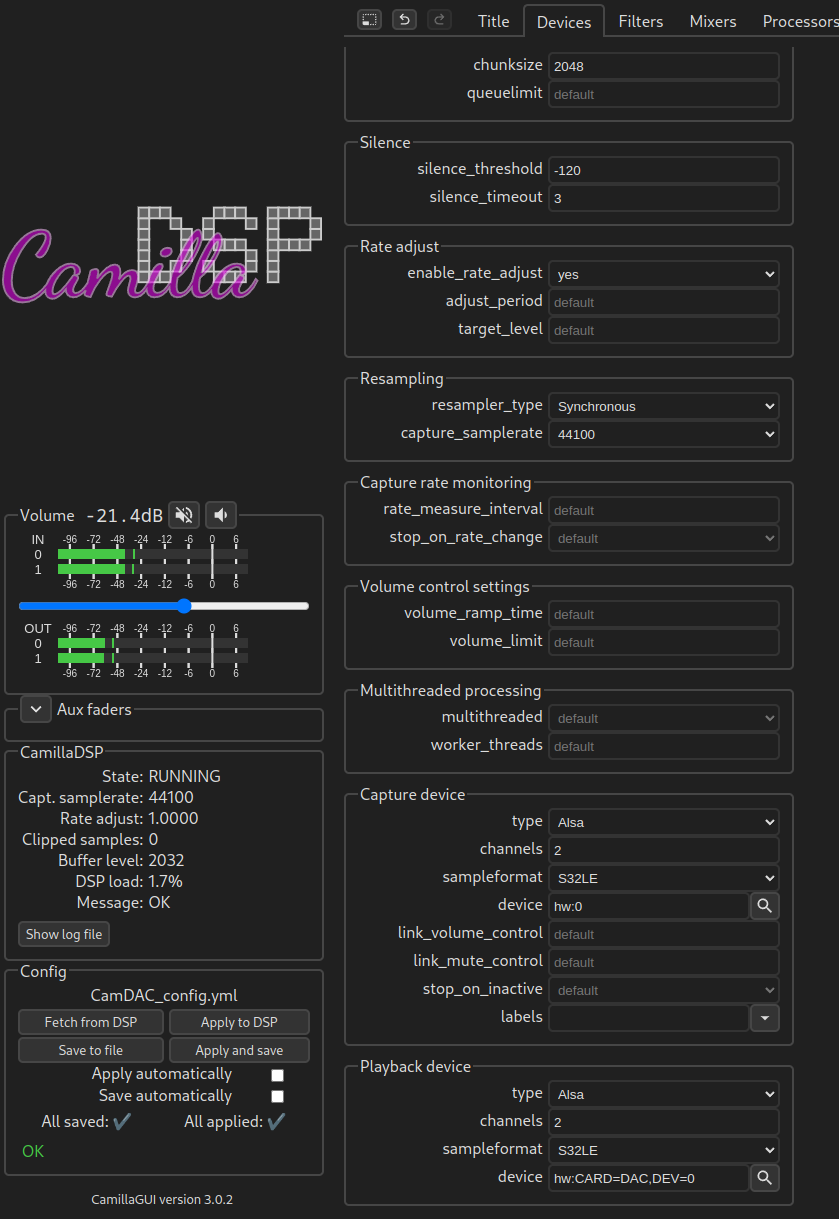 Camilla DSP
Volume -21.4dB
IN -96 -72 -48 -24 -12 -6 0 6
0
1
-96 -72 -48 -24 -12 -6 0 6
OUT -96 -72 -48 -24 -12 -6 0 6
0
1
-96 -72 -48 -24 -12 -6 0 6
Aux faders
CamillaDSP
State: RUNNING
Capt. samplerate: 44100
Rate adjust: 1.0000
Clipped samples: 0
Buffer level: 2032
DSP load: 1.7%
Message: OK
Show log file
Config
CamDAC_config.yml
Fetch from DSP Apply to DSP
Save to file Apply and save
Apply automatically
Save automatically
All saved: ✔ All applied: ✔
OK
CamillaGUI version 3.0.2
Title Devices Filters Mixers Processors
chunksize 2048
queuelimit default
Silence
silence_threshold -120
silence_timeout 3
Rate adjust
enable_rate_adjust yes
adjust_period default
target_level default
Resampling
resampler_type Synchronous
capture_samplerate 44100
Capture rate monitoring
rate_measure_interval default
stop_on_rate_change default
Volume control settings
volume_ramp_time default
volume_limit default
Multithreaded processing
multithreaded default
worker_threads default
Capture device
type Alsa
channels 2
sampleformat S32LE
device hw:0
link_volume_control default
link_mute_control default
stop_on_inactive default
labels
Playback device
type Alsa
channels 2
sampleformat S32LE
device hw:CARD=DAC,DEV=0